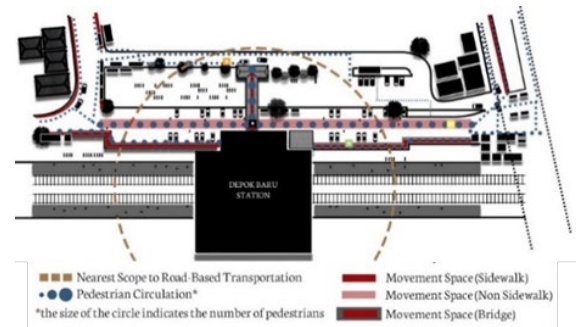 DEPOK BARU
STATION
Nearest Scope to Road-Based Transportation
Pedestrian Circulation*
*the size of the circle indicates the number of pedestrians
Movement Space (Sidewalk)
Movement Space (Non Sidewalk)
Movement Space (Bridge)